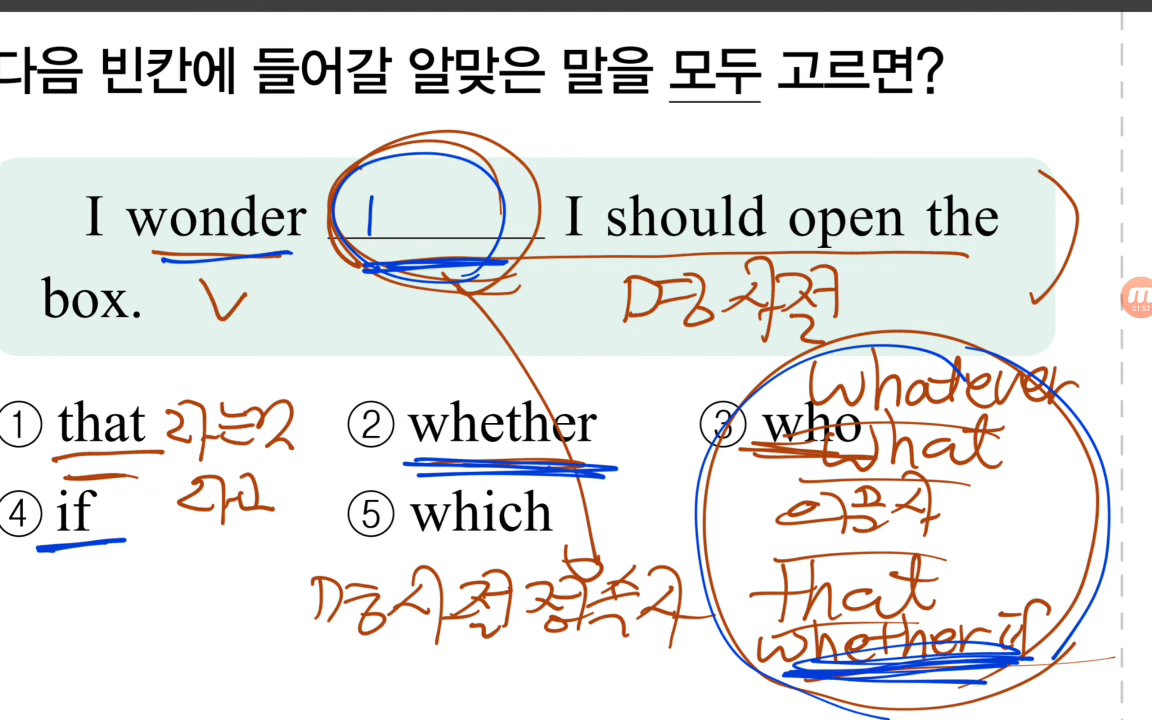 다음 빈칸에 들어갈 알맞은 말을 모두 고르면?
I wonder ________ I should open the
box. V
명사절
① that 라는것
② whether
③ who
whatever
what
④ if 라고
⑤ which
의문사
that
명사절 접속사
whether if
21:52